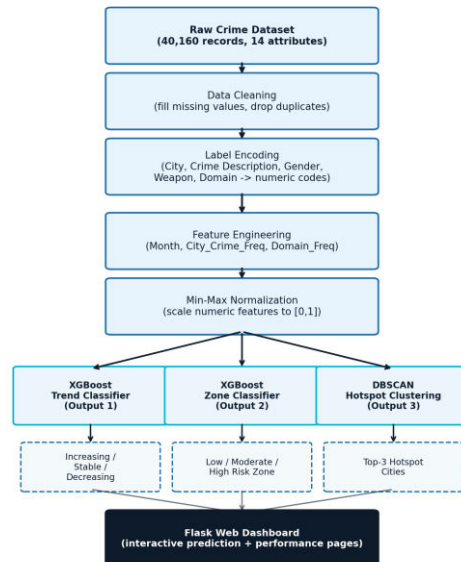 Raw Crime Dataset
(40,160 records, 14 attributes)
Data Cleaning
(fill missing values, drop duplicates)
Label Encoding
(City, Crime Description, Gender,
Weapon, Domain -> numeric codes)
Feature Engineering
(Month, City_Crime_Freq, Domain_Freq)
Min-Max Normalization
(scale numeric features to [0,1])
XGBoost
Trend Classifier
(Output 1)
XGBoost
Zone Classifier
(Output 2)
DBSCAN
Hotspot Clustering
(Output 3)
Increasing /
Stable /
Decreasing
Low / Moderate /
High Risk Zone
Top-3 Hotspot
Cities
Flask Web Dashboard
(interactive prediction + performance pages)